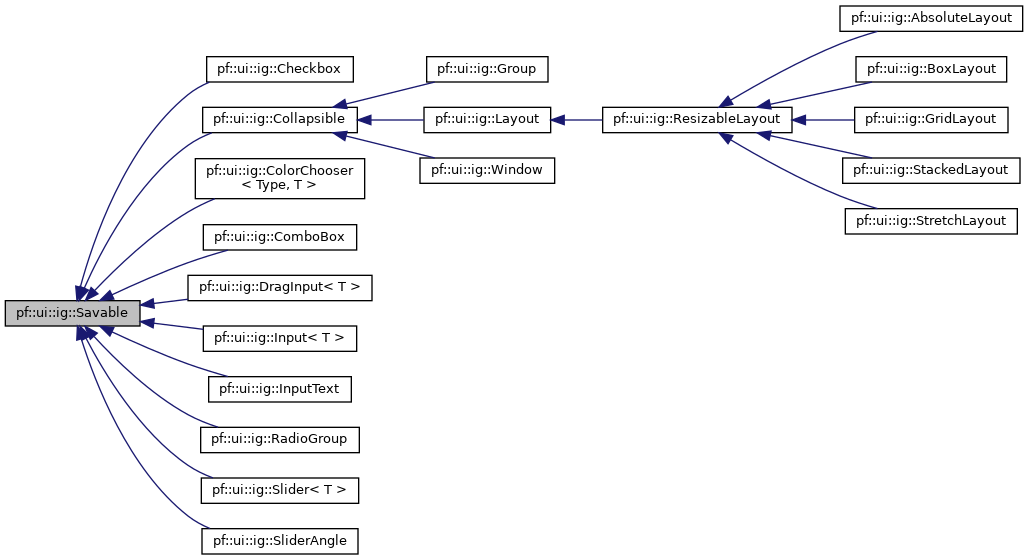 pf::ui::ig::AbsoluteLayout
pf::ui::ig::Checkbox
pf::ui::ig::Group
pf::ui::ig::BoxLayout
pf::ui::ig::Collapsible
pf::ui::ig::Layout
pf::ui::ig::ResizableLayout
pf::ui::ig::GridLayout
pf::ui::ig::ColorChooser
< Type, T >
pf::ui::ig::Window
pf::ui::ig::StackedLayout
pf::ui::ig::ComboBox
pf::ui::ig::StretchLayout
pf::ui::ig::DragInput< T >
pf::ui::ig::Savable
pf::ui::ig::Input< T >
pf::ui::ig::InputText
pf::ui::ig::RadioGroup
pf::ui::ig::Slider< T >
pf::ui::ig::SliderAngle